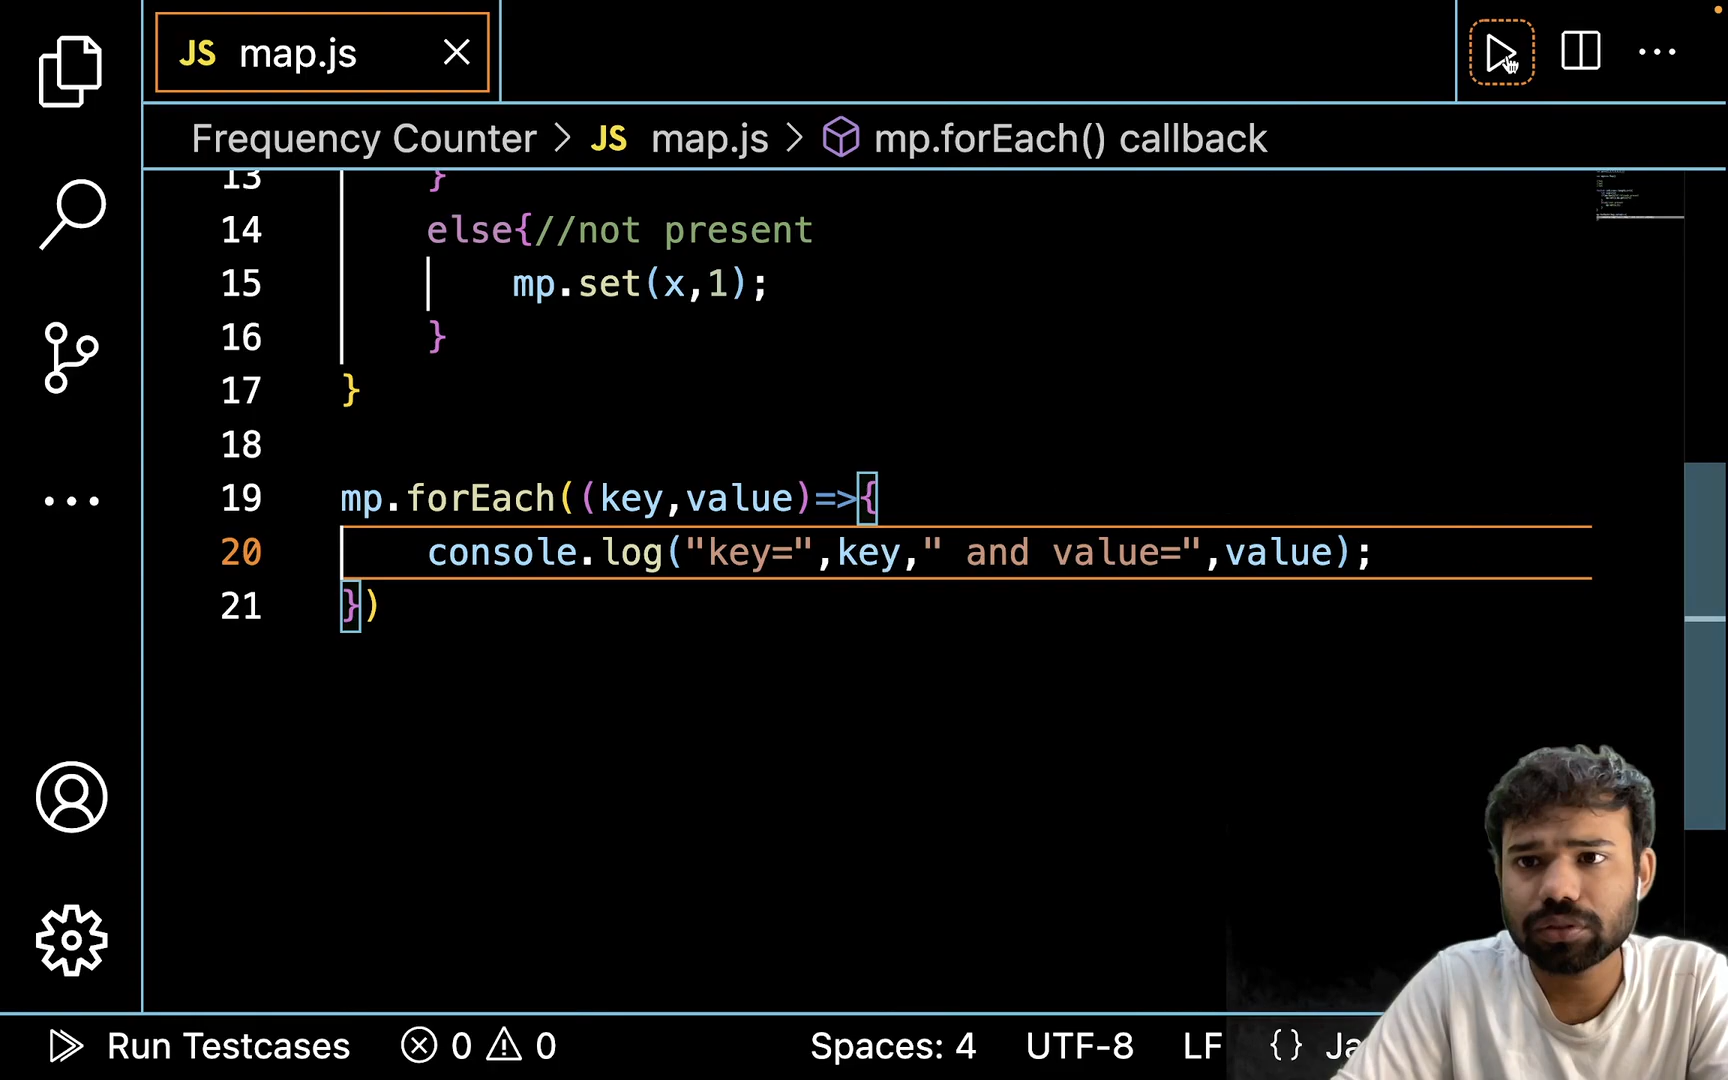 JS map.js
Frequency Counter > JS map.js > mp.forEach() callback
13 }
14 else{//not present
15 mp.set(x,1);
16 }
17 }
18
19 mp.forEach((key,value)=>{
20 console.log("key=",key," and value=",value);
21 })
Run Testcases 0 0 Spaces: 4 UTF-8 LF {} Ja